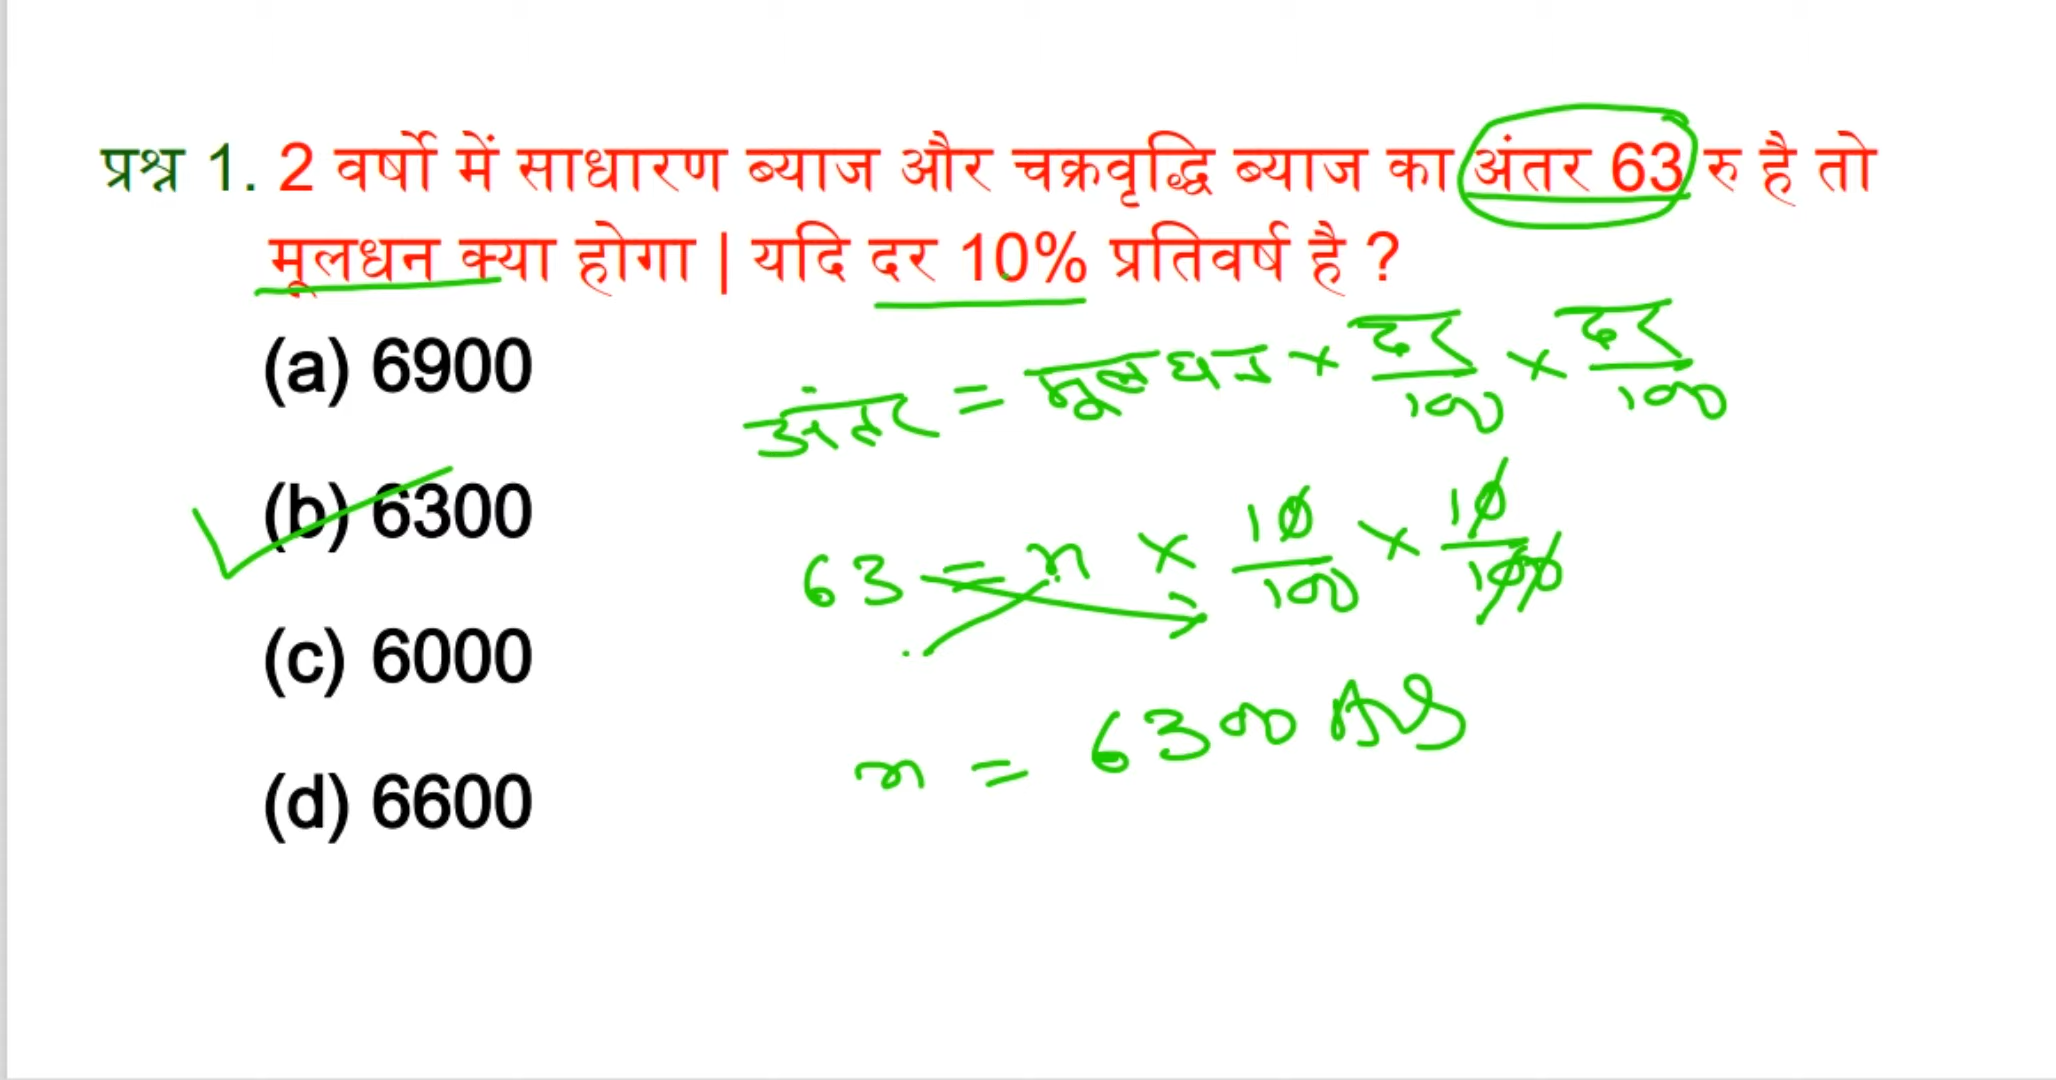 प्रश्न 1. 2 वर्षो में साधारण ब्याज और चक्रवृद्धि ब्याज का अंतर 63 रु है तो
मूलधन क्या होगा | यदि दर 10% प्रतिवर्ष है ?
(a) 6900
अंतर = मूलधन × दर/100 × दर/100
(b) 6300
63 = x × 10/100 × 10/100
(c) 6000
x = 6300 Ans
(d) 6600